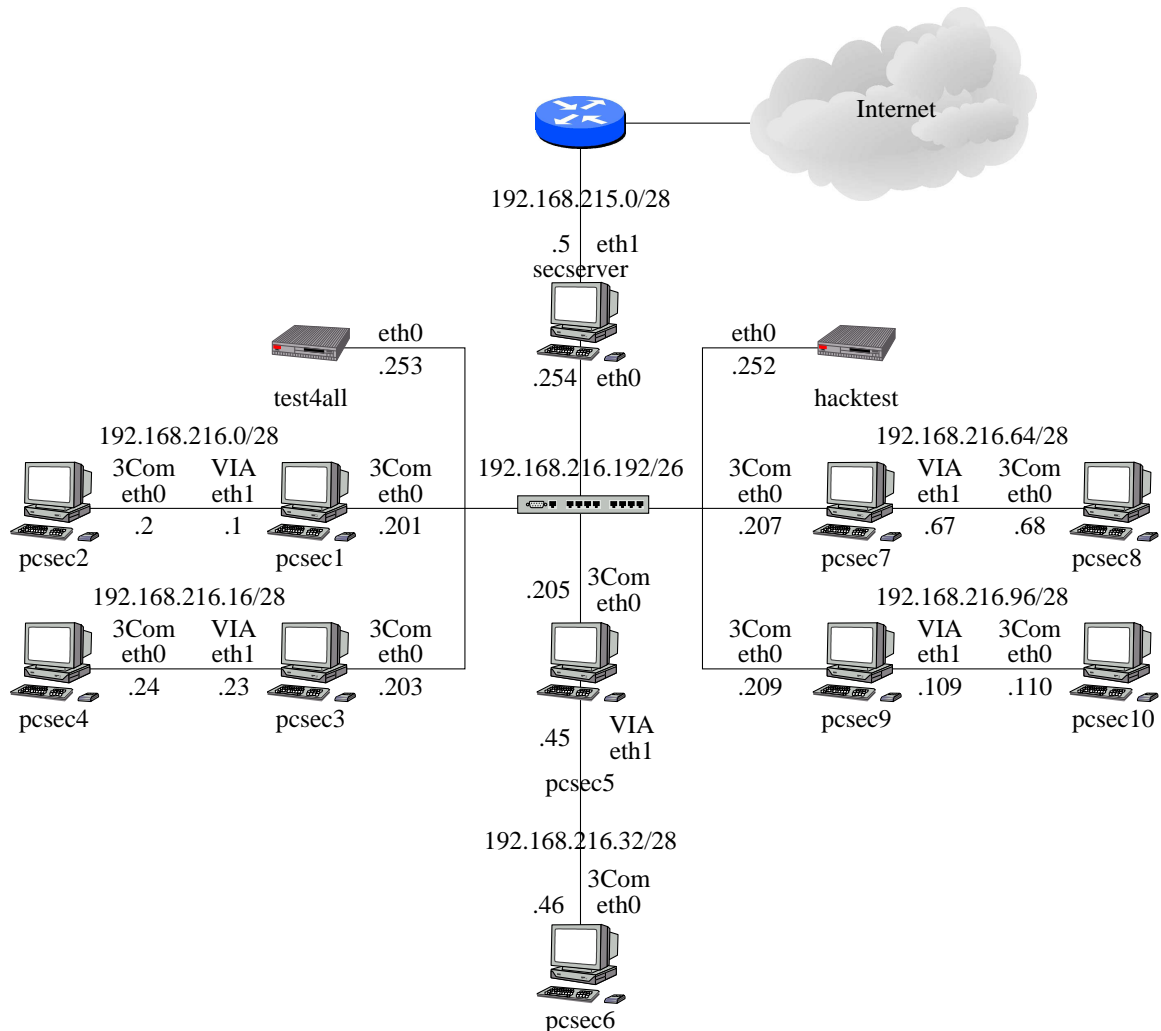 Internet
192.168.215.0/28
.5 eth1
secserver
eth0
.253
test4all
.254 eth0
eth0
.252
hacktest
192.168.216.0/28
3Com
eth0
.2
VIA
eth1
.1
3Com
eth0
.201
pcsec2
pcsec1
192.168.216.192/26
192.168.216.64/28
3Com
eth0
.207
VIA
eth1
.67
3Com
eth0
.68
pcsec7
pcsec8
192.168.216.16/28
3Com
eth0
.24
VIA
eth1
.23
3Com
eth0
.203
pcsec4
pcsec3
.205
3Com
eth0
.45
VIA
eth1
pcsec5
192.168.216.96/28
3Com
eth0
.209
VIA
eth1
.109
3Com
eth0
.110
pcsec9
pcsec10
192.168.216.32/28
3Com
.46 eth0
pcsec6